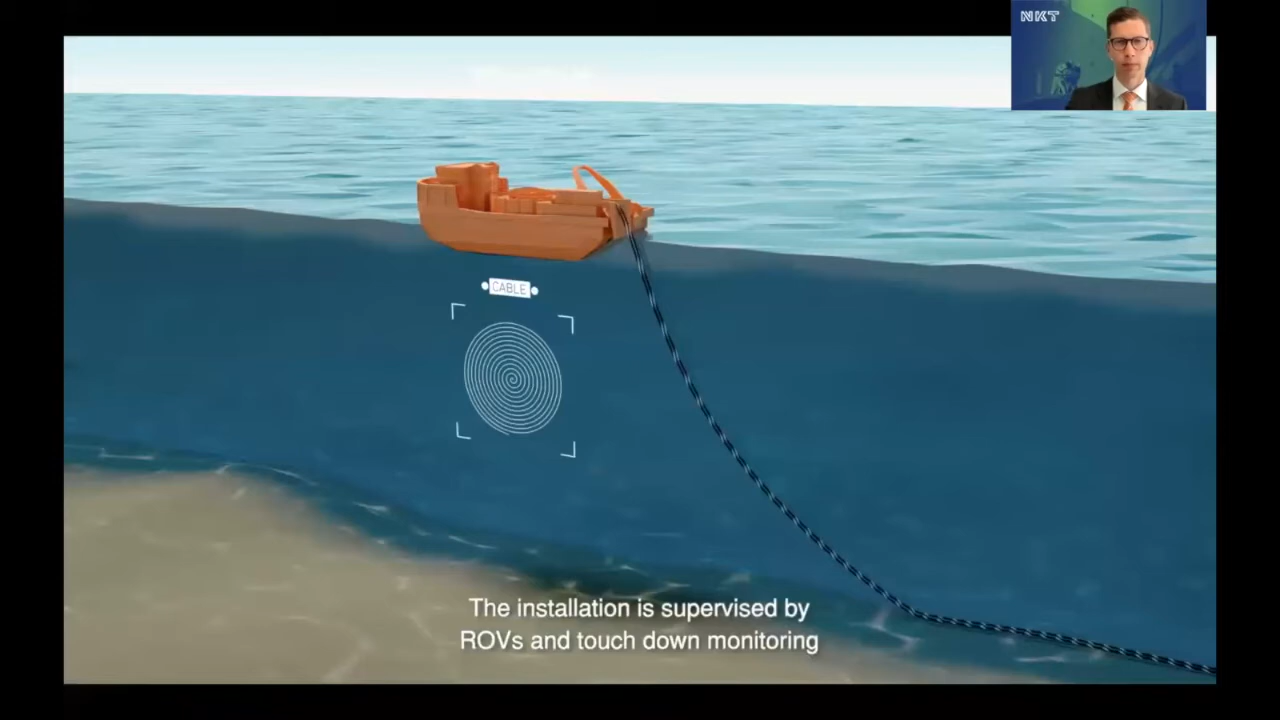 NKT
CABLE
The installation is supervised by
ROVs and touch down monitoring